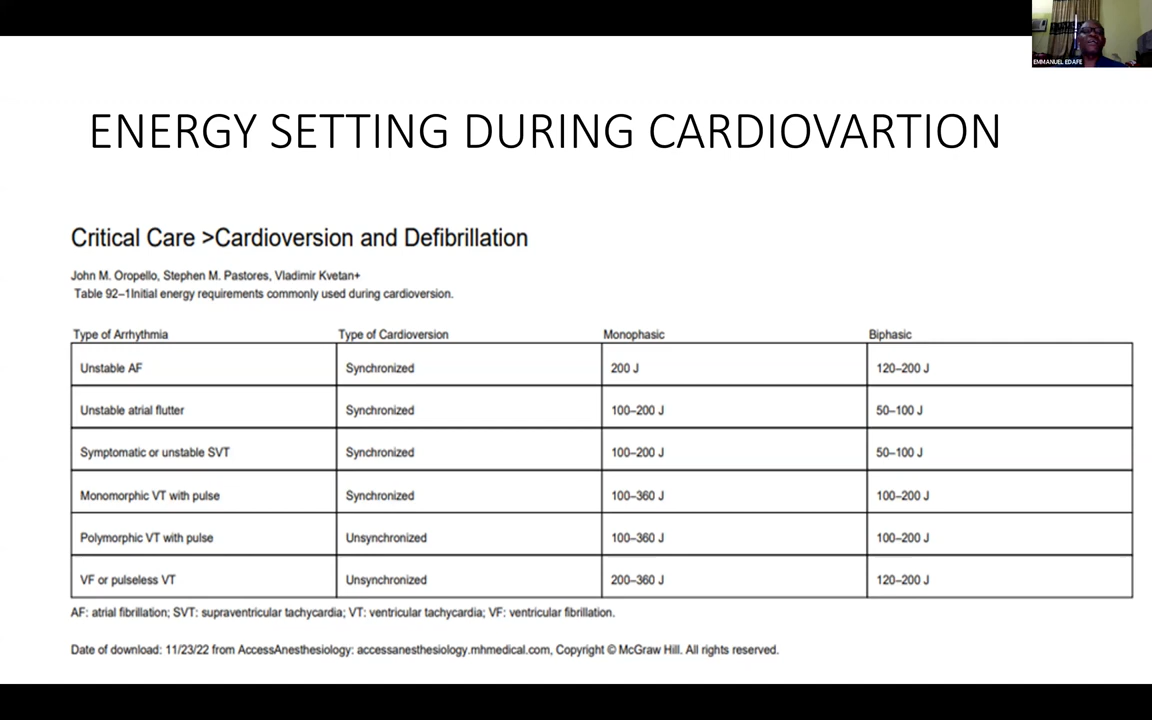 EMMANUEL EDAFE
ENERGY SETTING DURING CARDIOVARTION
Critical Care >Cardioversion and Defibrillation
John M. Oropello, Stephen M. Pastores, Vladimir Kvetan+
Table 92–1Initial energy requirements commonly used during cardioversion.
Type of Arrhythmia Type of Cardioversion Monophasic Biphasic
Unstable AF Synchronized 200 J 120–200 J
Unstable atrial flutter Synchronized 100–200 J 50–100 J
Symptomatic or unstable SVT Synchronized 100–200 J 50–100 J
Monomorphic VT with pulse Synchronized 100–360 J 100–200 J
Polymorphic VT with pulse Unsynchronized 100–360 J 100–200 J
VF or pulseless VT Unsynchronized 200–360 J 120–200 J
AF: atrial fibrillation; SVT: supraventricular tachycardia; VT: ventricular tachycardia; VF: ventricular fibrillation.
Date of download: 11/23/22 from AccessAnesthesiology: accessanesthesiology.mhmedical.com, Copyright © McGraw Hill. All rights reserved.